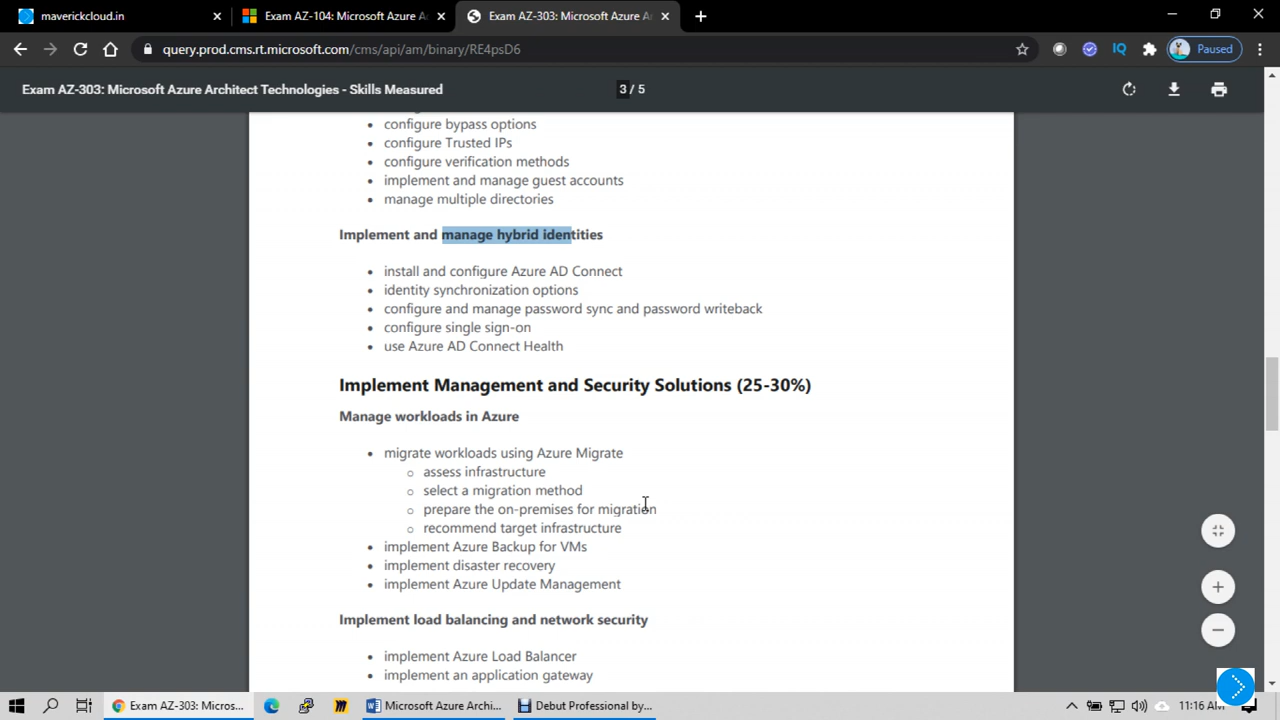 maverickcloud.in
Exam AZ-104: Microsoft Azure A
Exam AZ-303: Microsoft Azure Ar
query.prod.cms.rt.microsoft.com/cms/api/am/binary/RE4psD6
IQ
Paused
Exam AZ-303: Microsoft Azure Architect Technologies - Skills Measured
3 / 5
• configure bypass options
• configure Trusted IPs
• configure verification methods
• implement and manage guest accounts
• manage multiple directories
Implement and manage hybrid identities
• install and configure Azure AD Connect
• identity synchronization options
• configure and manage password sync and password writeback
• configure single sign-on
• use Azure AD Connect Health
Implement Management and Security Solutions (25-30%)
Manage workloads in Azure
• migrate workloads using Azure Migrate
o assess infrastructure
o select a migration method
o prepare the on-premises for migration
o recommend target infrastructure
• implement Azure Backup for VMs
• implement disaster recovery
• implement Azure Update Management
Implement load balancing and network security
• implement Azure Load Balancer
• implement an application gateway
Exam AZ-303: Micros...
Microsoft Azure Archi...
Debut Professional by...
11:16 AM